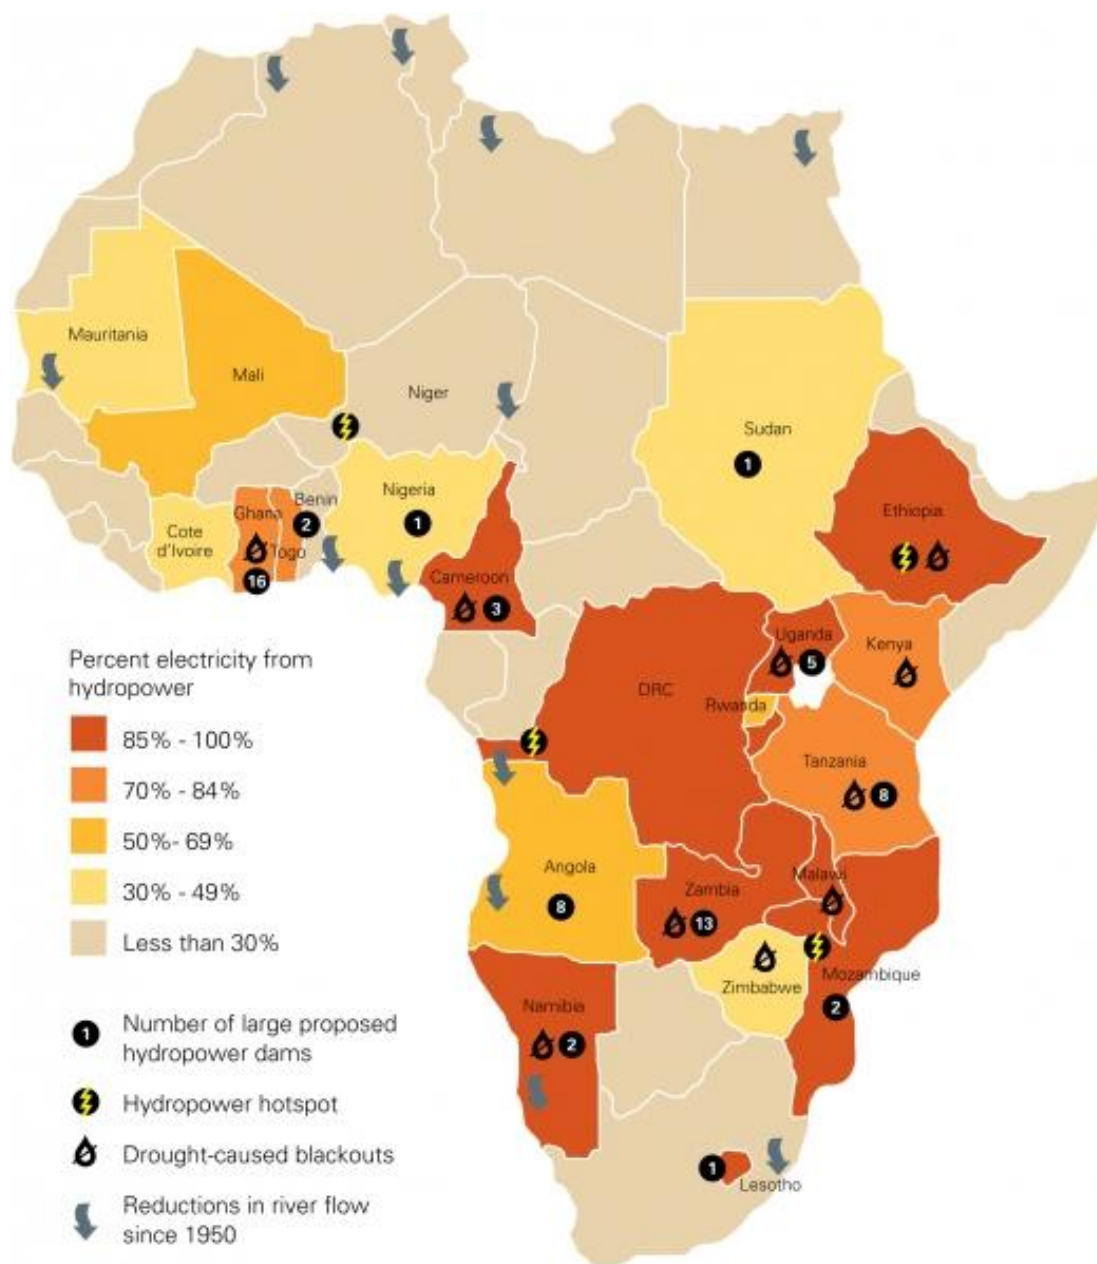 Mauritania
Mali
Niger
Sudan
1
Nigeria
1
Benin
2
Ghana
Togo
16
Cote
d'Ivoire
Ethiopia
Cameroon
3
Uganda
5
Kenya
DRC
Rwanda
Tanzania
8
Angola
8
Zambia
13
Malawi
Mozambique
2
Zimbabwe
Namibia
2
1
Lesotho
Percent electricity from
hydropower
85% - 100%
70% - 84%
50%- 69%
30% - 49%
Less than 30%
1
Number of large proposed
hydropower dams
Hydropower hotspot
Drought-caused blackouts
Reductions in river flow
since 1950